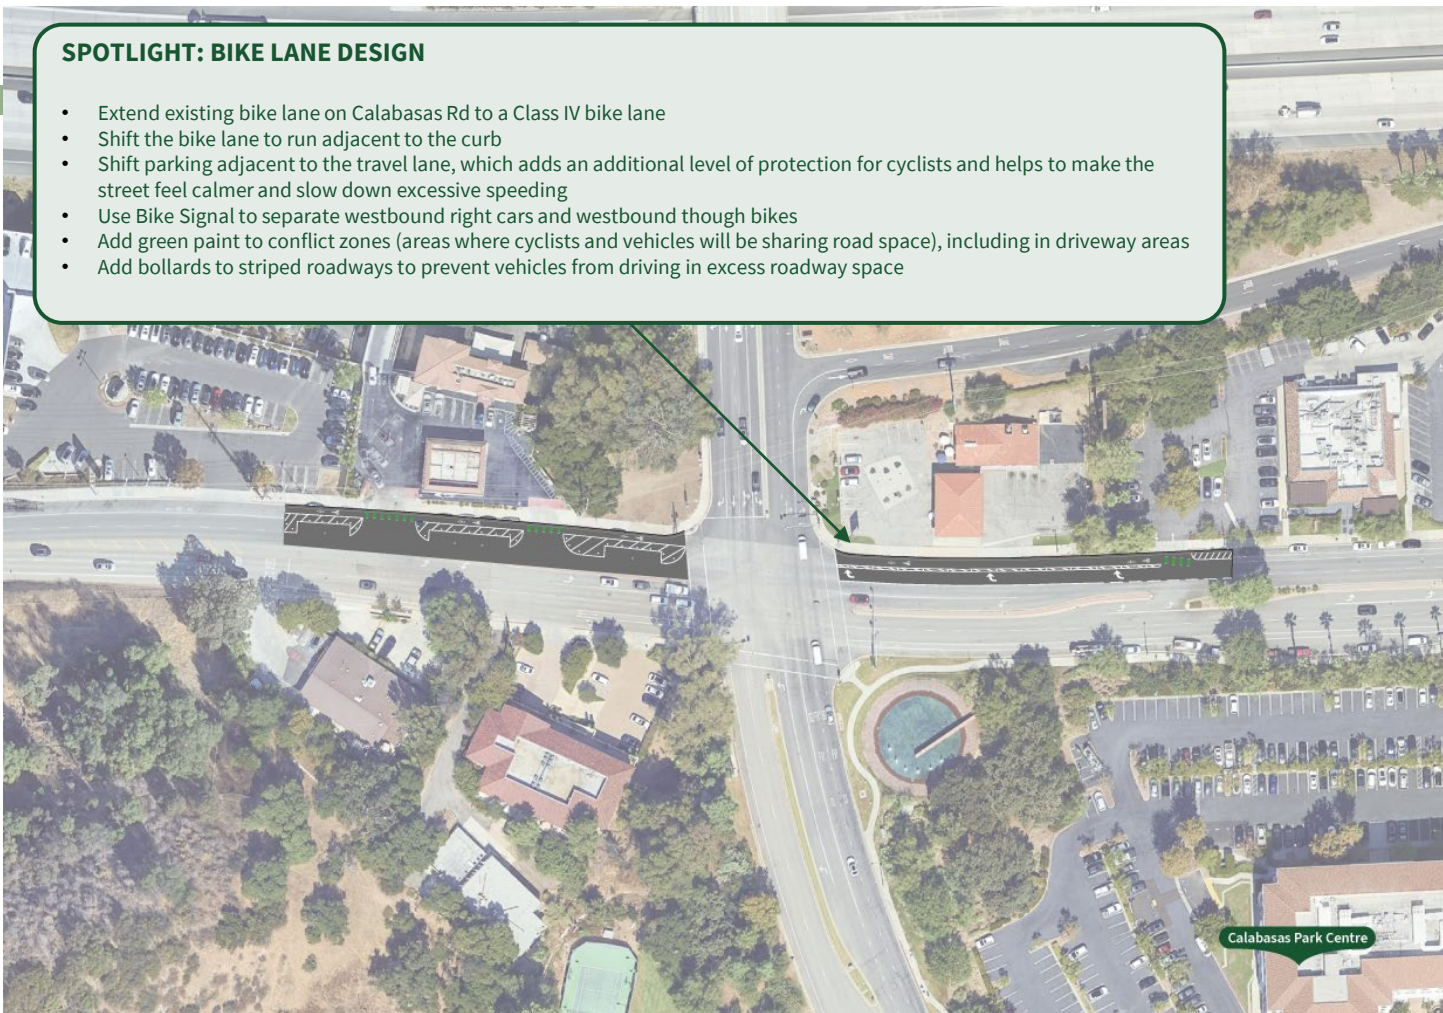 SPOTLIGHT: BIKE LANE DESIGN
• Extend existing bike lane on Calabasas Rd to a Class IV bike lane
• Shift the bike lane to run adjacent to the curb
• Shift parking adjacent to the travel lane, which adds an additional level of protection for cyclists and helps to make the
street feel calmer and slow down excessive speeding
• Use Bike Signal to separate westbound right cars and westbound though bikes
• Add green paint to conflict zones (areas where cyclists and vehicles will be sharing road space), including in driveway areas
• Add bollards to striped roadways to prevent vehicles from driving in excess roadway space
Calabasas Park Centre